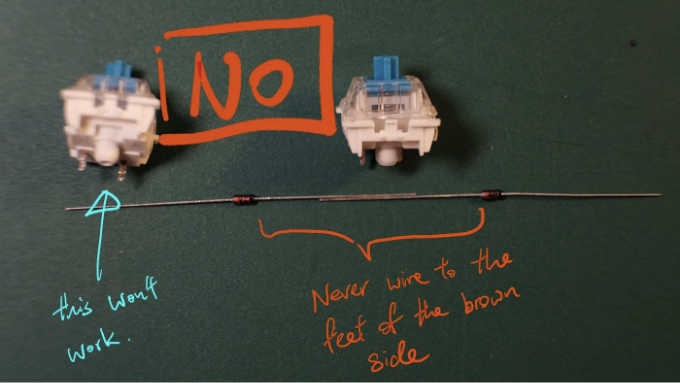 NO
this won't
work.
Never wire to the
feet of the brown
side